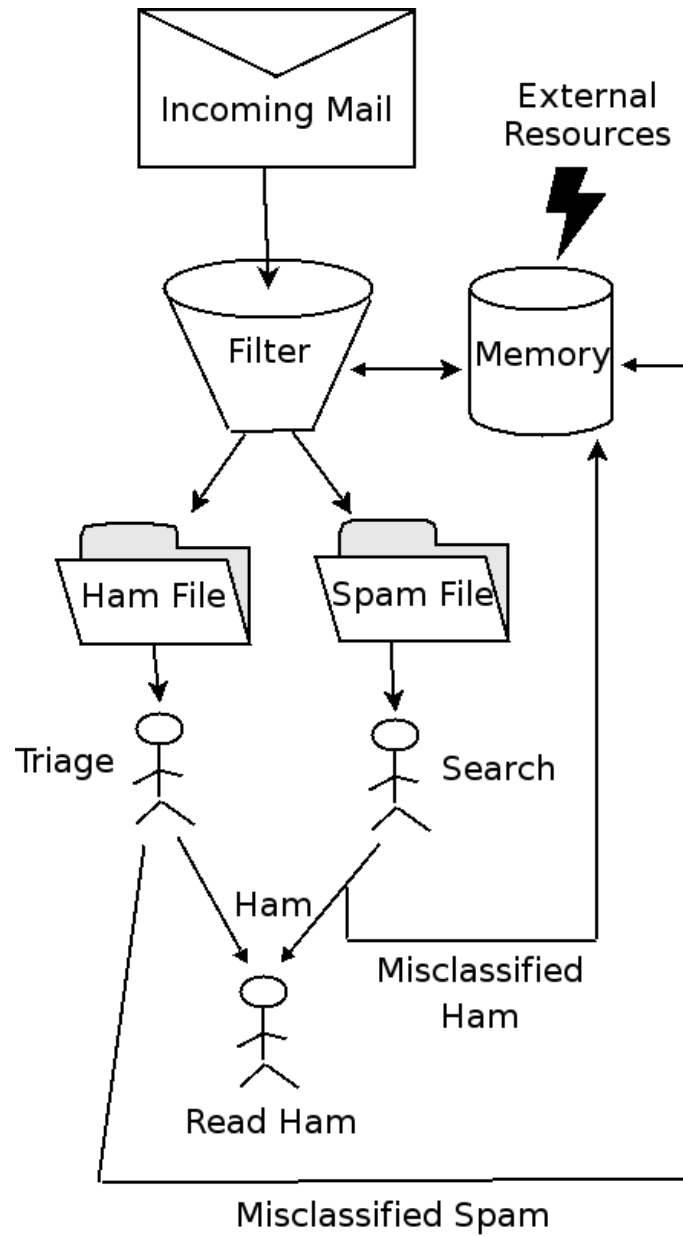 Incoming Mail
External
Resources
Filter
Memory
Ham File
Spam File
Triage
Search
Ham
Misclassified
Ham
Read Ham
Misclassified Spam